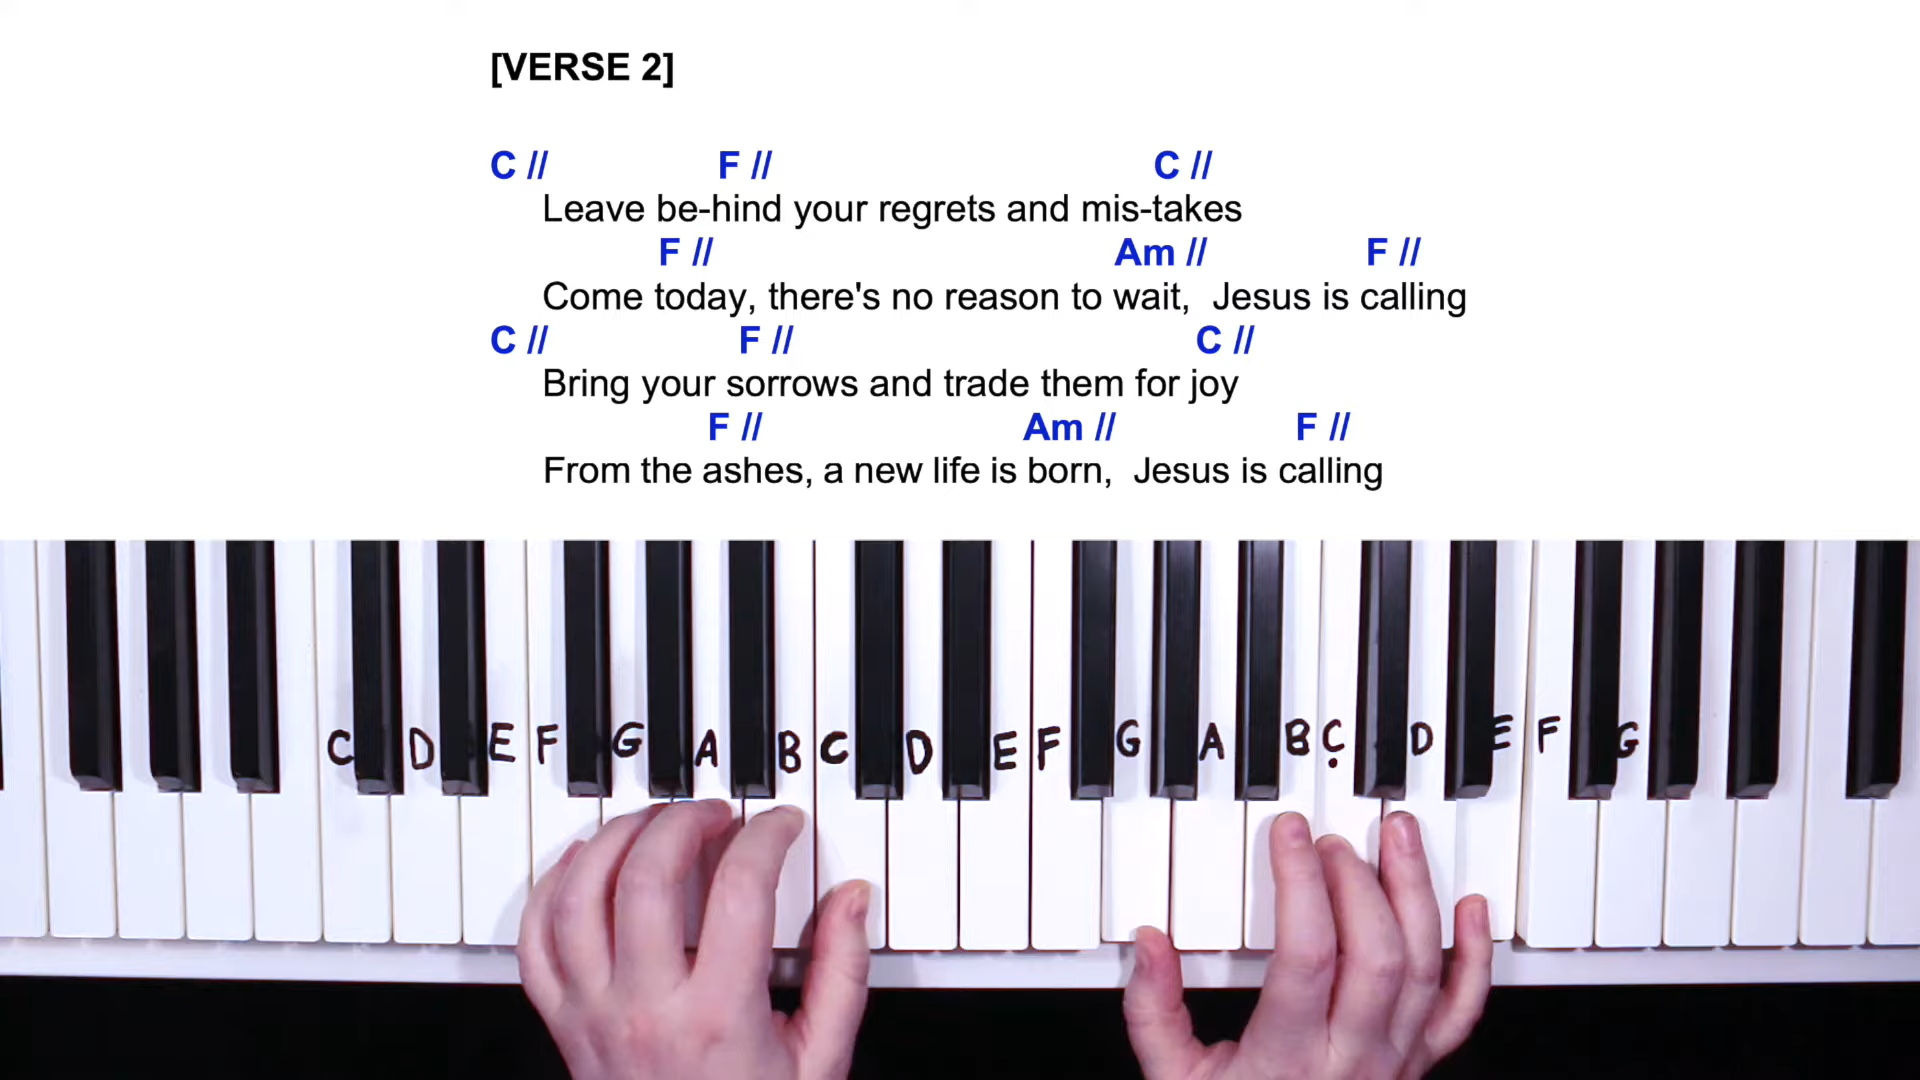 [VERSE 2]
C // F // C //
Leave be-hind your regrets and mis-takes
F // Am // F //
Come today, there's no reason to wait, Jesus is calling
C // F // C //
Bring your sorrows and trade them for joy
F // Am // F //
From the ashes, a new life is born, Jesus is calling
C D E F G A B C D E F G A B C D E F G